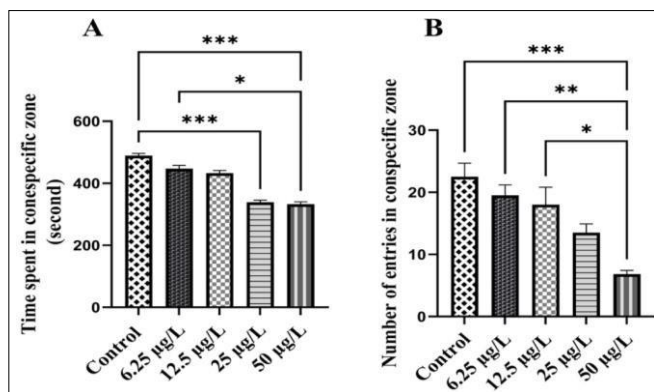 A
***
*
***
Time spent in conespecific zone
(second)
600
400
200
0
Control
6.25 µg/L
12.5 µg/L
25 µg/L
50 µg/L
B
***
**
*
Number of entries in conspecific zone
30
20
10
0
Control
6.25 µg/L
12.5 µg/L
25 µg/L
50 µg/L